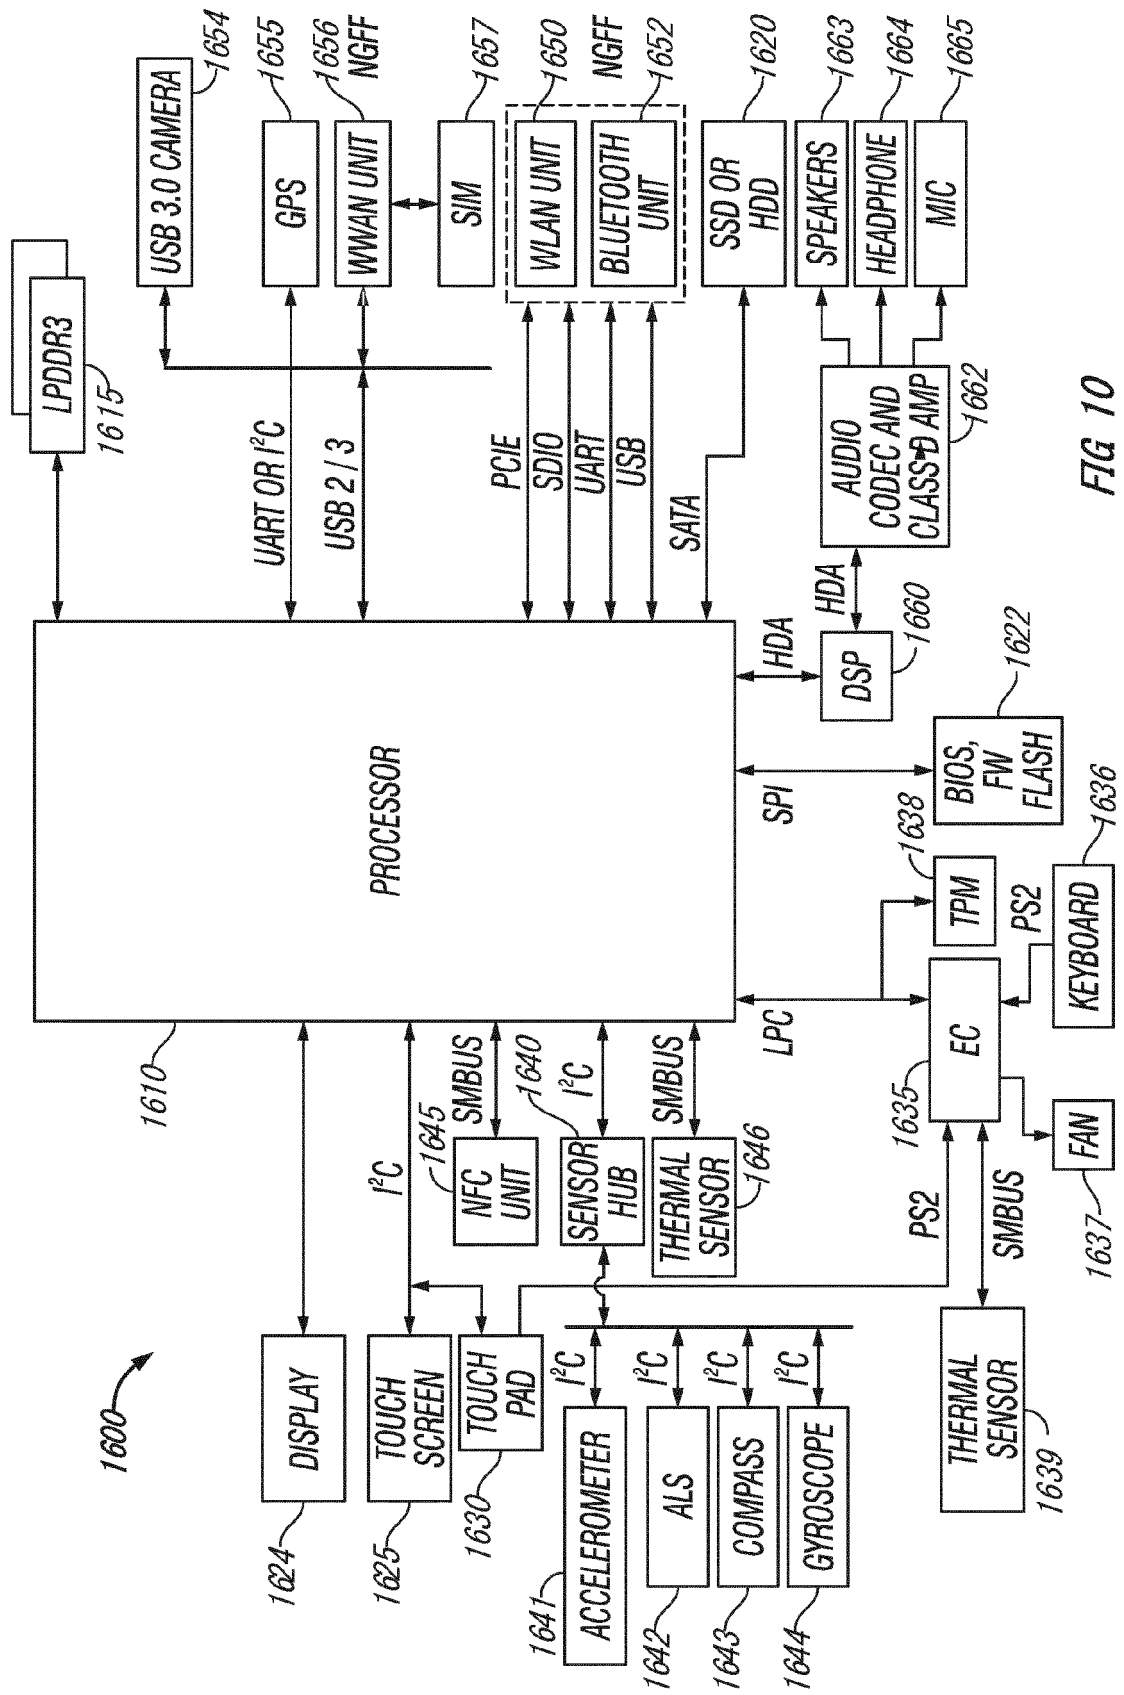 1600
LPDDR3
1615
USB 3.0 CAMERA
1654
DISPLAY
1624
1610
UART OR I²C
GPS
1655
TOUCH
SCREEN
1625
I²C
PROCESSOR
USB 2 / 3
WWAN UNIT
1656
NGFF
TOUCH
PAD
1630
NFC
UNIT
1645
SMBUS
SIM
1657
PCIE
SDIO
UART
USB
WLAN UNIT
1650
NGFF
BLUETOOTH
UNIT
1652
ACCELEROMETER
1641
I²C
SENSOR
HUB
1640
I²C
ALS
1642
I²C
THERMAL
SENSOR
1646
SMBUS
SATA
SSD OR
HDD
1620
COMPASS
1643
I²C
GYROSCOPE
1644
I²C
LPC
SPI
HDA
DSP
1660
HDA
AUDIO
CODEC AND
CLASS D AMP
1662
SPEAKERS
1663
HEADPHONE
1664
MIC
1665
PS2
EC
1635
TPM
1638
BIOS,
FW
FLASH
1622
THERMAL
SENSOR
1639
SMBUS
FAN
1637
PS2
KEYBOARD
1636
FIG 10